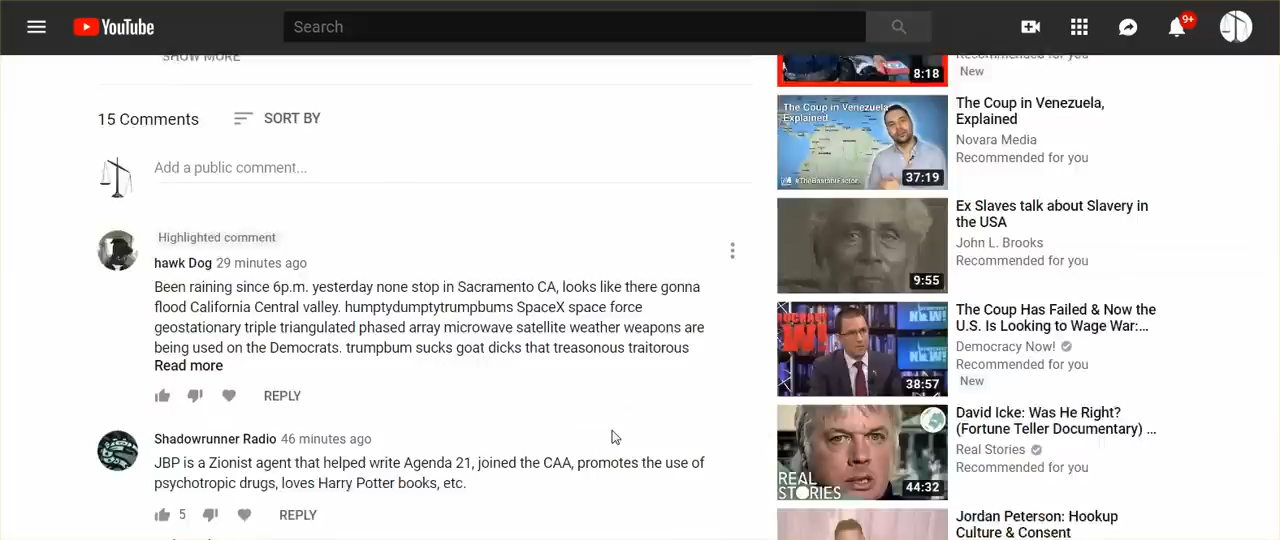 YouTube
Search
9+
SHOW MORE
15 Comments
SORT BY
Add a public comment...
Highlighted comment
hawk Dog 29 minutes ago
Been raining since 6p.m. yesterday none stop in Sacramento CA, looks like there gonna
flood California Central valley. humptydumptytrumpbums SpaceX space force
geostationary triple triangulated phased array microwave satellite weather weapons are
being used on the Democrats. trumpbum sucks goat dicks that treasonous traitorous
Read more
REPLY
Shadowrunner Radio 46 minutes ago
JBP is a Zionist agent that helped write Agenda 21, joined the CAA, promotes the use of
psychotropic drugs, loves Harry Potter books, etc.
5
REPLY
8:18
Recommended for you
New
The Coup in Venezuela,
Explained
#TheBastaniFactor
37:19
The Coup in Venezuela,
Explained
Novara Media
Recommended for you
9:55
Ex Slaves talk about Slavery in
the USA
John L. Brooks
Recommended for you
38:57
The Coup Has Failed & Now the
U.S. Is Looking to Wage War:...
Democracy Now!
Recommended for you
New
REAL
STORIES
44:32
David Icke: Was He Right?
(Fortune Teller Documentary) ...
Real Stories
Recommended for you
Jordan Peterson: Hookup
Culture & Consent